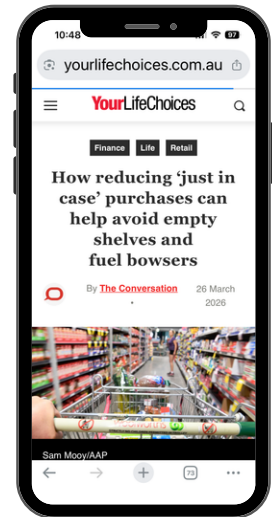 10:48
97
yourlifechoices.com.au
YourLifeChoices
Finance Life Retail
How reducing ‘just in
case’ purchases can
help avoid empty
shelves and
fuel bowsers
By The Conversation
26 March
2026
•
Sam Mooy/AAP
73